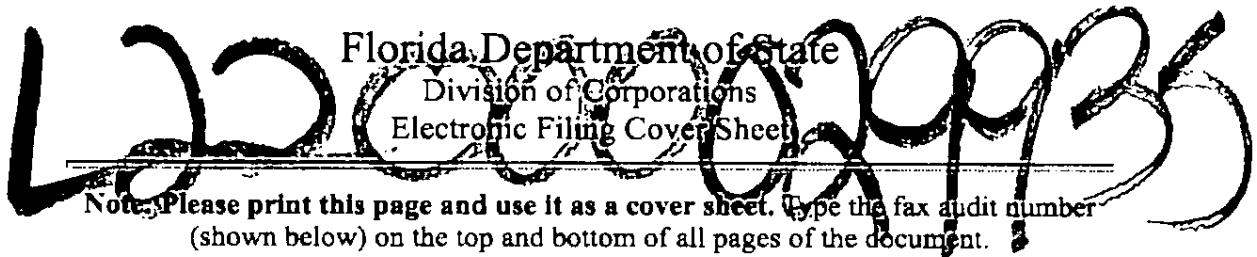 L22000029935
Florida Department of State
Division of Corporations
Electronic Filing Cover Sheet
Note: Please print this page and use it as a cover sheet. Type the fax audit number
(shown below) on the top and bottom of all pages of the document.